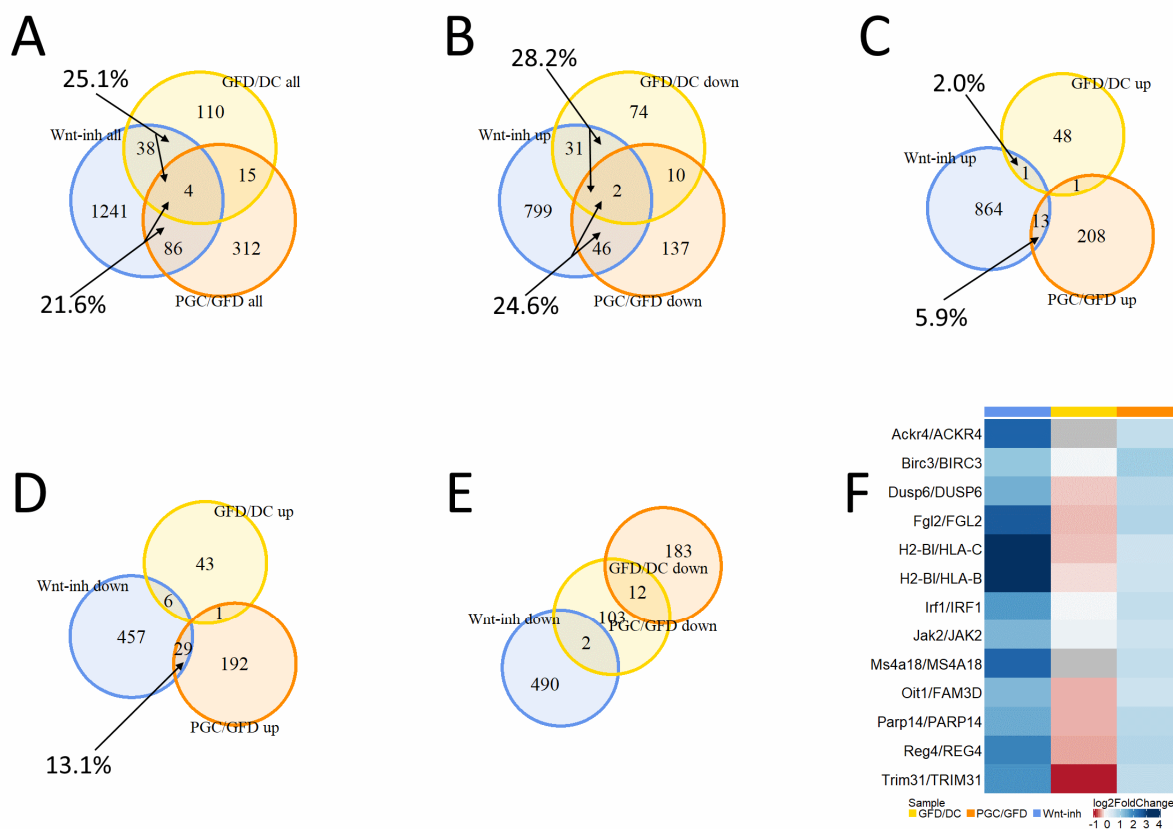 A
B
C
25.1%
GFD/DC all
110
Wnt-inh all
38
15
4
1241
86
312
PGC/GFD all
21.6%
28.2%
GFD/DC down
74
Wnt-inh up
31
10
2
799
46
137
PGC/GFD down
24.6%
2.0%
GFD/DC up
48
Wnt-inh up
1
1
864
13
208
PGC/GFD up
5.9%
D
E
F
GFD/DC up
43
Wnt-inh down
6
1
457
29
192
PGC/GFD up
13.1%
183
GFD/DC down
12
103
Wnt-inh down
PGC/GFD down
2
490
Ackr4/ACKR4
Birc3/BIRC3
Dusp6/DUSP6
Fgl2/FGL2
H2-Bl/HLA-C
H2-Bl/HLA-B
Irf1/IRF1
Jak2/JAK2
Ms4a18/MS4A18
Oit1/FAM3D
Parp14/PARP14
Reg4/REG4
Trim31/TRIM31
Sample
GFD/DC PGC/GFD Wnt-inh
log2FoldChange
-1 0 1 2 3 4